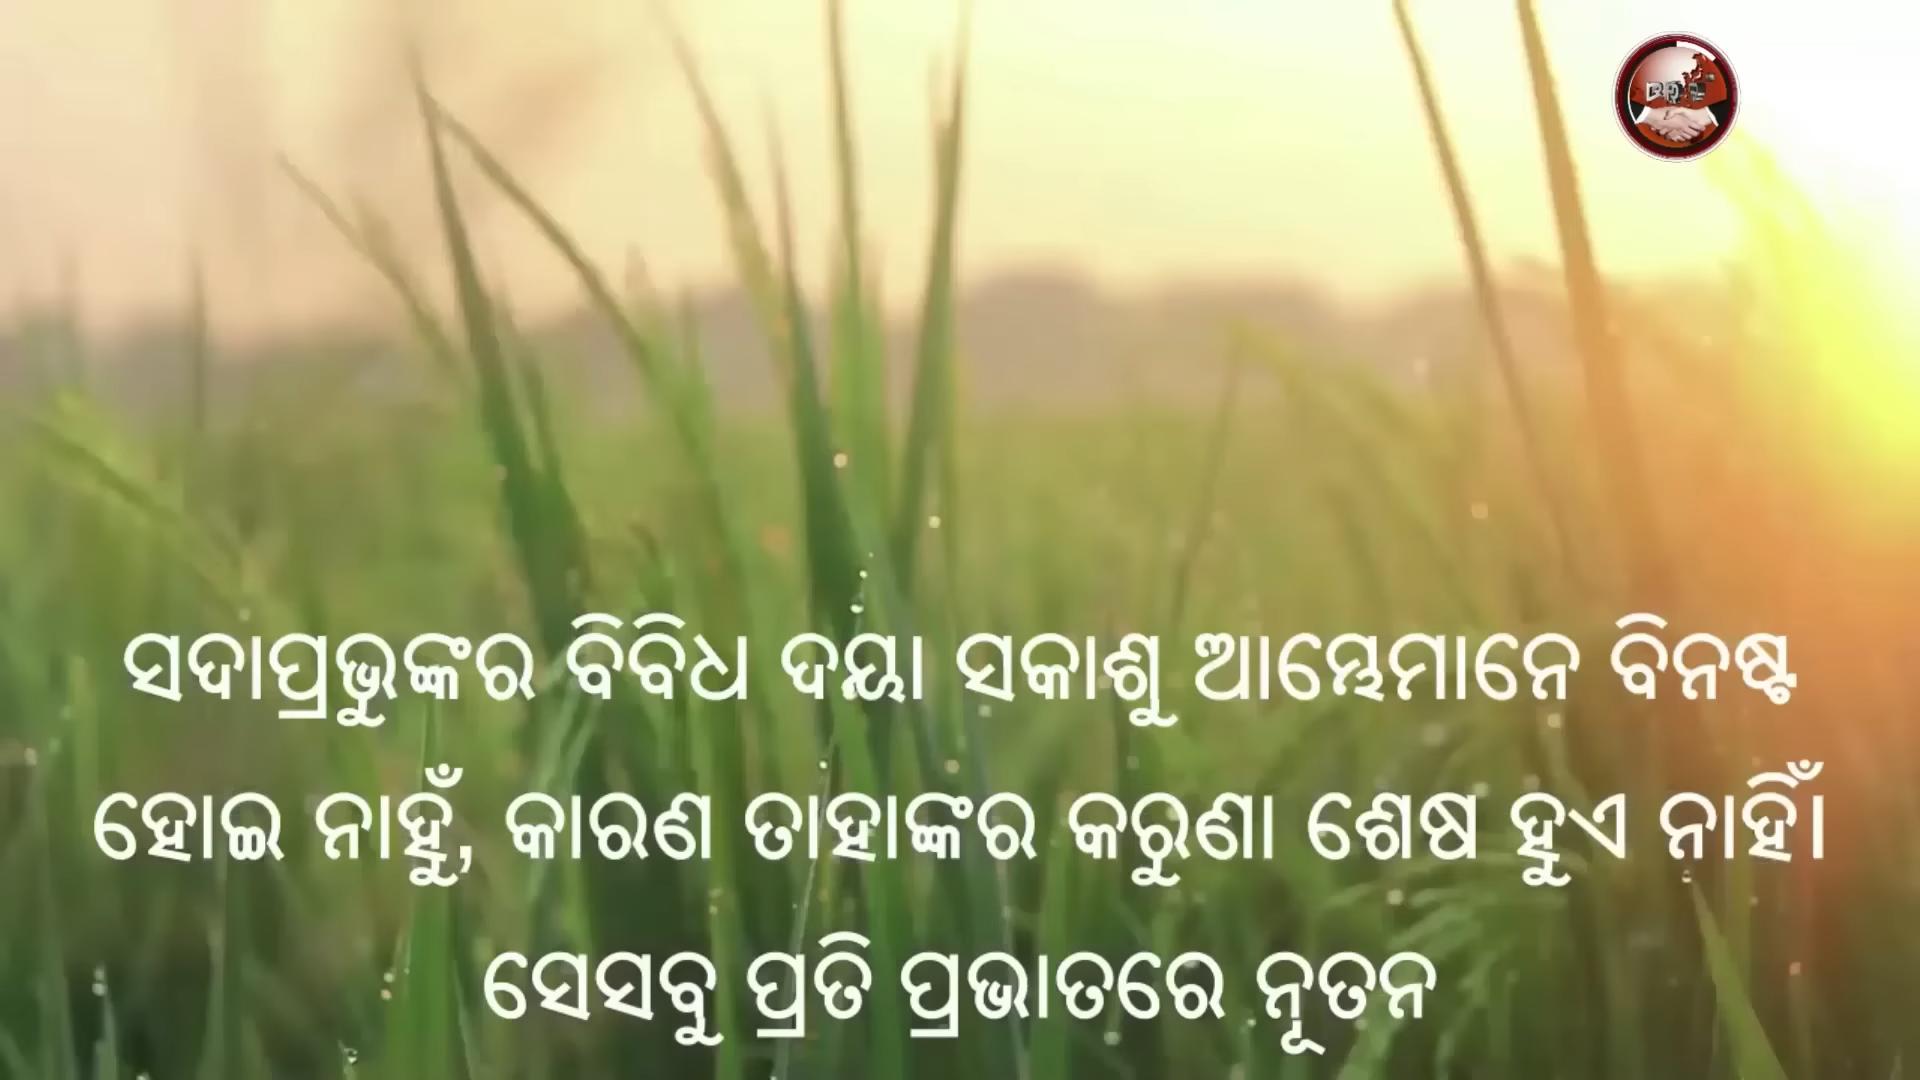 ସଦାପ୍ରଭୁଙ୍କର ବିବିଧ ଦୟା ସକାଶୁ ଆମ୍ଭେମାନେ ବିନଷ୍ଟ
ହୋଇ ନାହୁଁ, କାରଣ ତାହାଙ୍କର କରୁଣା ଶେଷ ହୁଏ ନାହିଁ।
ସେସବୁ ପ୍ରତି ପ୍ରଭାତରେ ନୂତନ